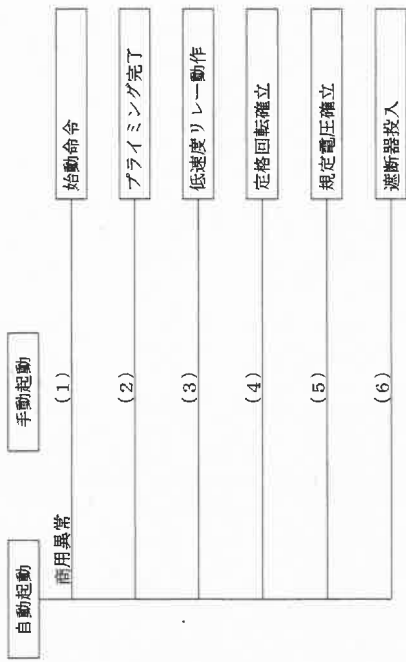 自動起動
手動起動
商用異常
(1)
始動命令
(2)
プライミング完了
(3)
低速度リレー動作
(4)
定格回転確立
(5)
規定電圧確立
(6)
遮断器投入